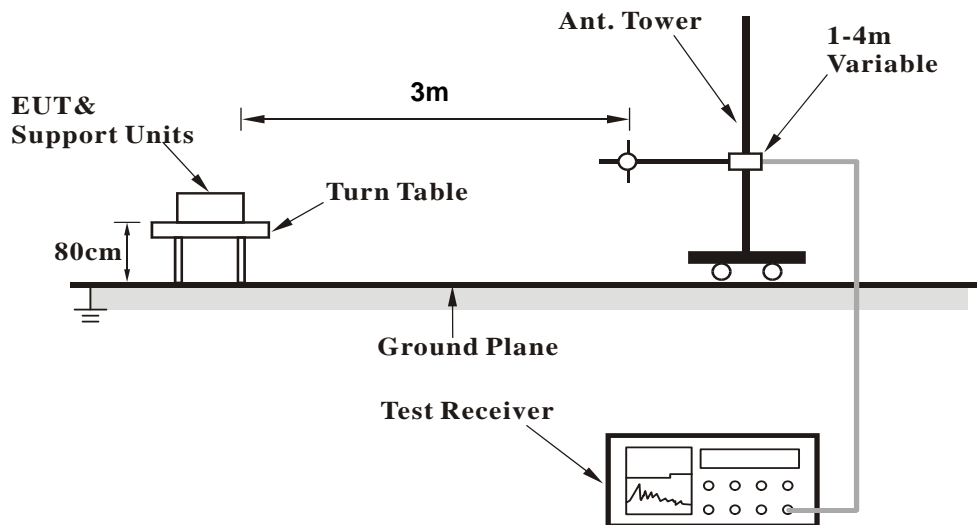 Ant. Tower
1-4m
Variable
3m
EUT&
Support Units
Turn Table
80cm
Ground Plane
Test Receiver